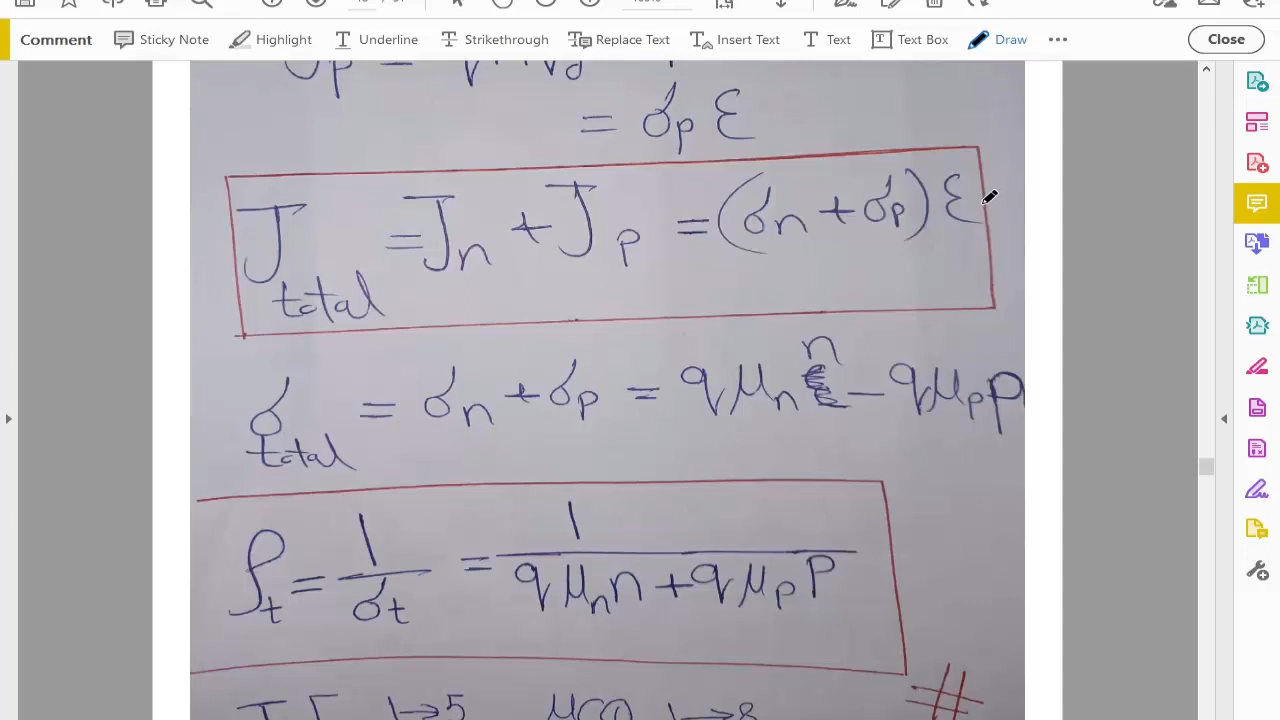 Comment Sticky Note Highlight Underline Strikethrough Replace Text Insert Text Text Text Box Draw ••• Close
= σp ε
J total = Jn + Jp = (σn + σp) ε
σ total = σn + σp = qμn n − qμp p
ρt = 1/σt = 1/(qμn n + qμp p)